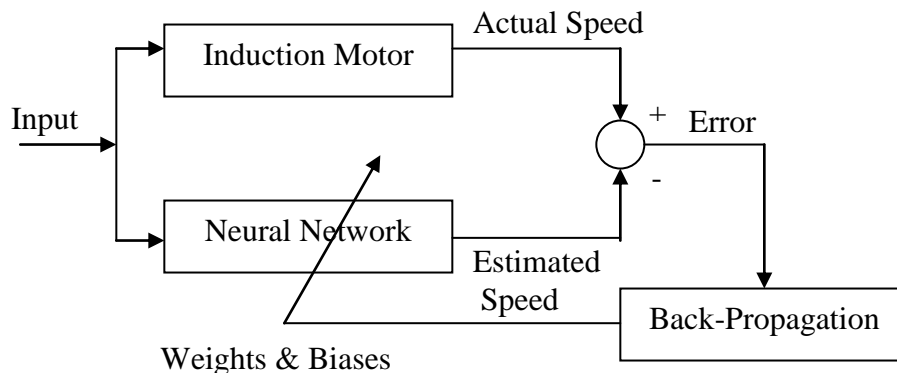 Actual Speed
Induction Motor
Input
+
Error
-
Neural Network
Estimated
Speed
Back-Propagation
Weights & Biases